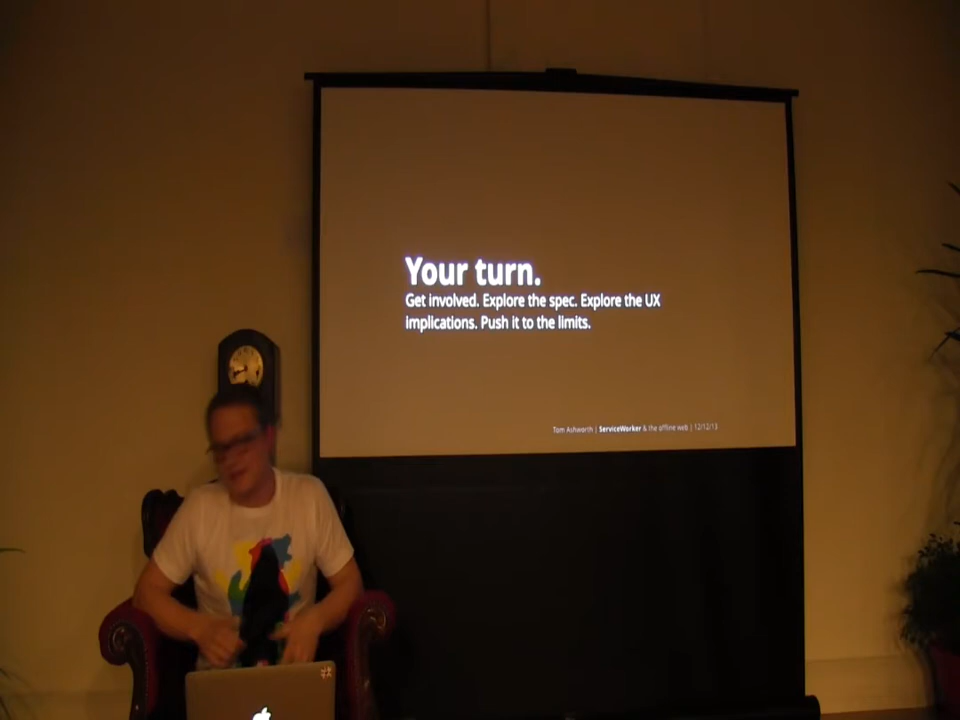 Your turn.
Get involved. Explore the spec. Explore the UX
implications. Push it to the limits.
Tom Ashworth | ServiceWorker & the offline web | 12/12/13